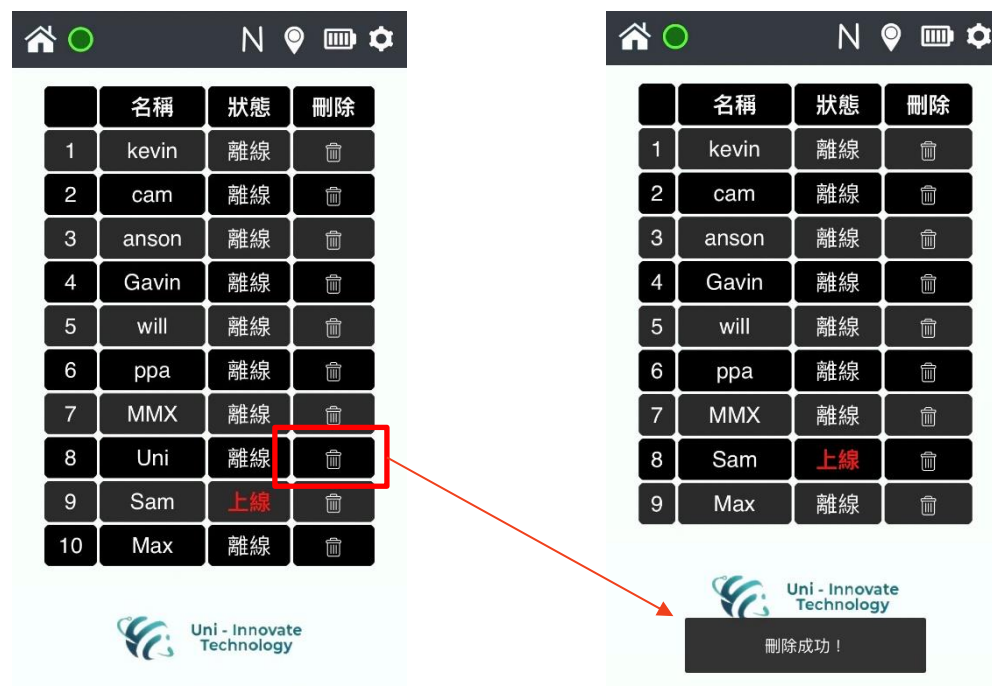 N
名稱 狀態 刪除
1 kevin 離線
2 cam 離線
3 anson 離線
4 Gavin 離線
5 will 離線
6 ppa 離線
7 MMX 離線
8 Uni 離線
9 Sam 上線
10 Max 離線
Uni - Innovate
Technology
N
名稱 狀態 刪除
1 kevin 離線
2 cam 離線
3 anson 離線
4 Gavin 離線
5 will 離線
6 ppa 離線
7 MMX 離線
8 Sam 上線
9 Max 離線
Uni - Innovate
Technology
刪除成功！